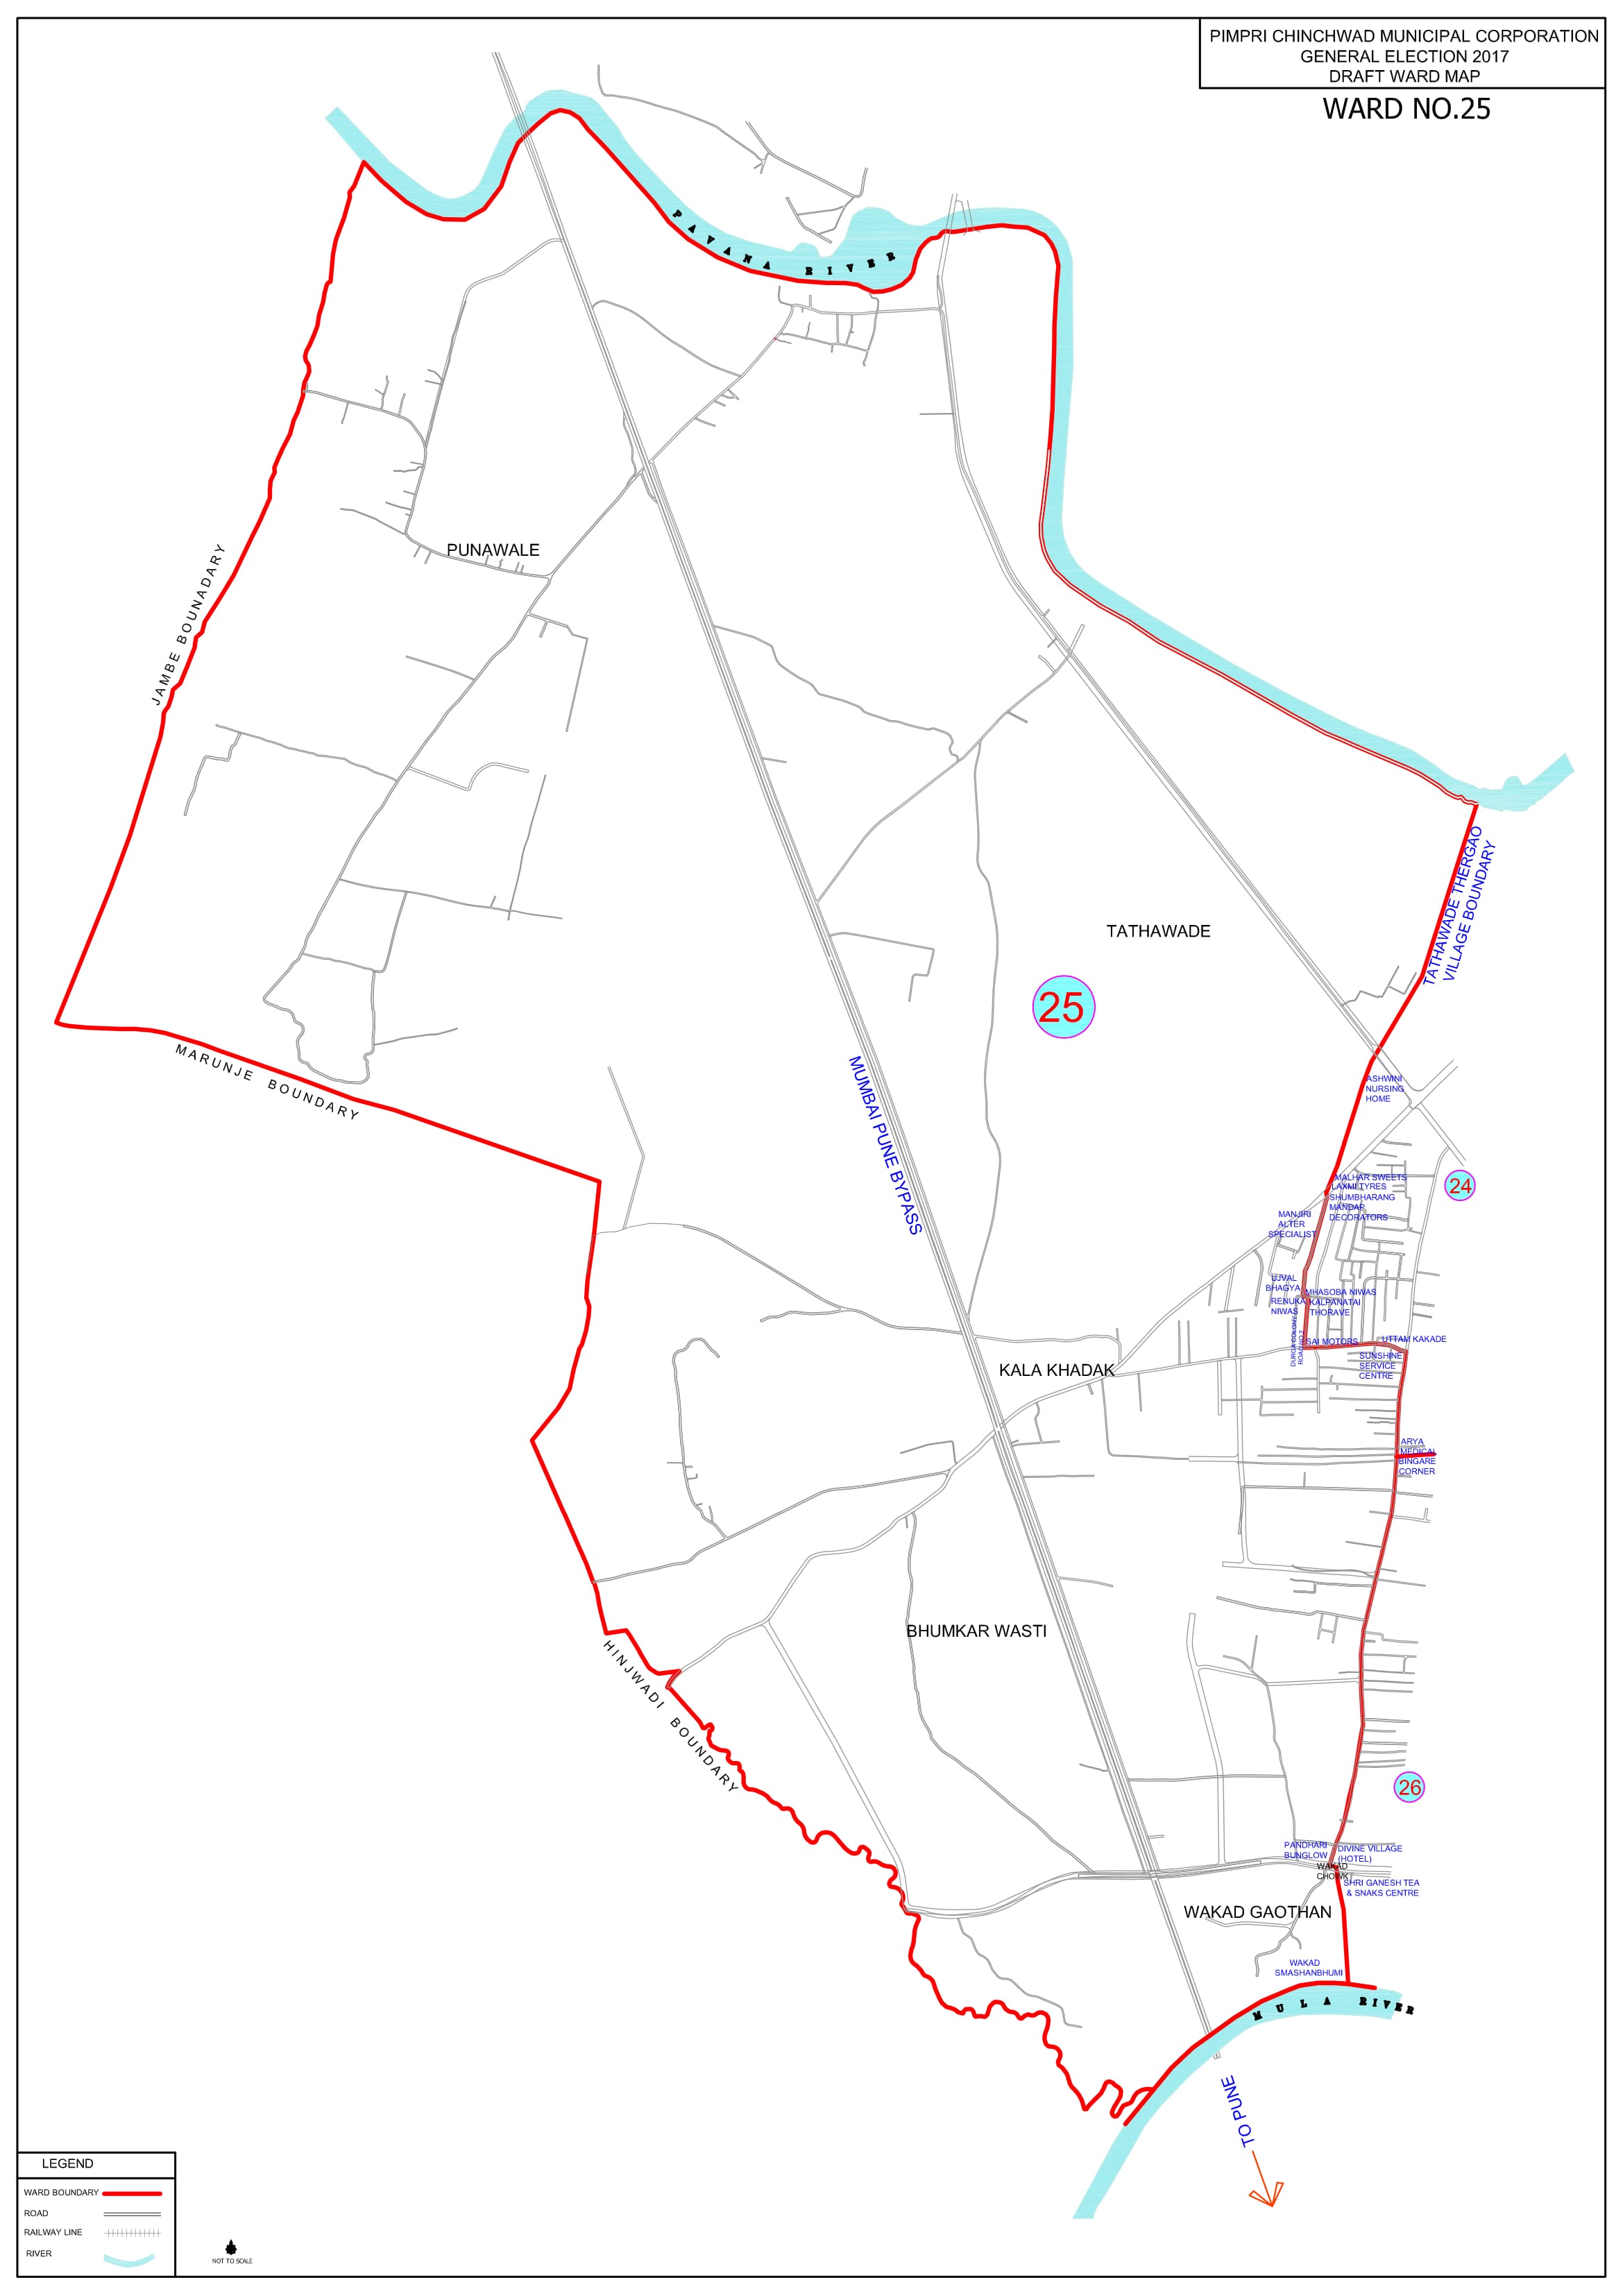 PIMPRI CHINCHWAD MUNICIPAL CORPORATION
GENERAL ELECTION 2017
DRAFT WARD MAP
WARD NO.25
PAVANA RIVER
PUNAWALE
JAMBE BOUNADARY
TATHAWADE THERGAO
VILLAGE BOUNDARY
TATHAWADE
25
MARUNJE BOUNDARY
MUMBAI PUNE BYPASS
ASHWINI
NURSING
HOME
24
MALHAR SWEETS
LAXMI TYRES
SHUMBHARANG
MANDAP
DECORATORS
MANJIRI
ALTER
SPECIALIST
UJVAL
BHAGYA
RENUKA
NIWAS
MHASOBA NIWAS
KALPANATAI
THORAVE
DURGA COLONY
ROAD NO.2
SAI MOTORS
UTTAM KAKADE
SUNSHINE
SERVICE
CENTRE
KALA KHADAK
ARYA
MEDICAL
BINGARE
CORNER
BHUMKAR WASTI
HINJWADI BOUNDARY
26
PANDHARI
BUNGLOW
DIVINE VILLAGE
(HOTEL)
WAKAD
CHOWK
SHRI GANESH TEA
& SNAKS CENTRE
WAKAD GAOTHAN
WAKAD
SMASHANBHUMI
MULA RIVER
TO PUNE
LEGEND
WARD BOUNDARY
ROAD
RAILWAY LINE
RIVER
NOT TO SCALE